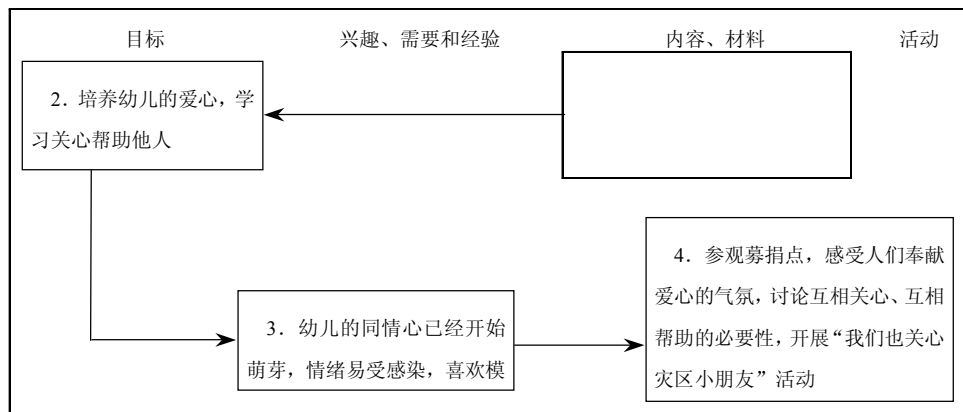 目标 兴趣、需要和经验 内容、材料 活动
2．培养幼儿的爱心，学
习关心帮助他人
3．幼儿的同情心已经开始
萌芽，情绪易受感染，喜欢模
4．参观募捐点，感受人们奉献
爱心的气氛，讨论互相关心、互相
帮助的必要性，开展“我们也关心
灾区小朋友”活动